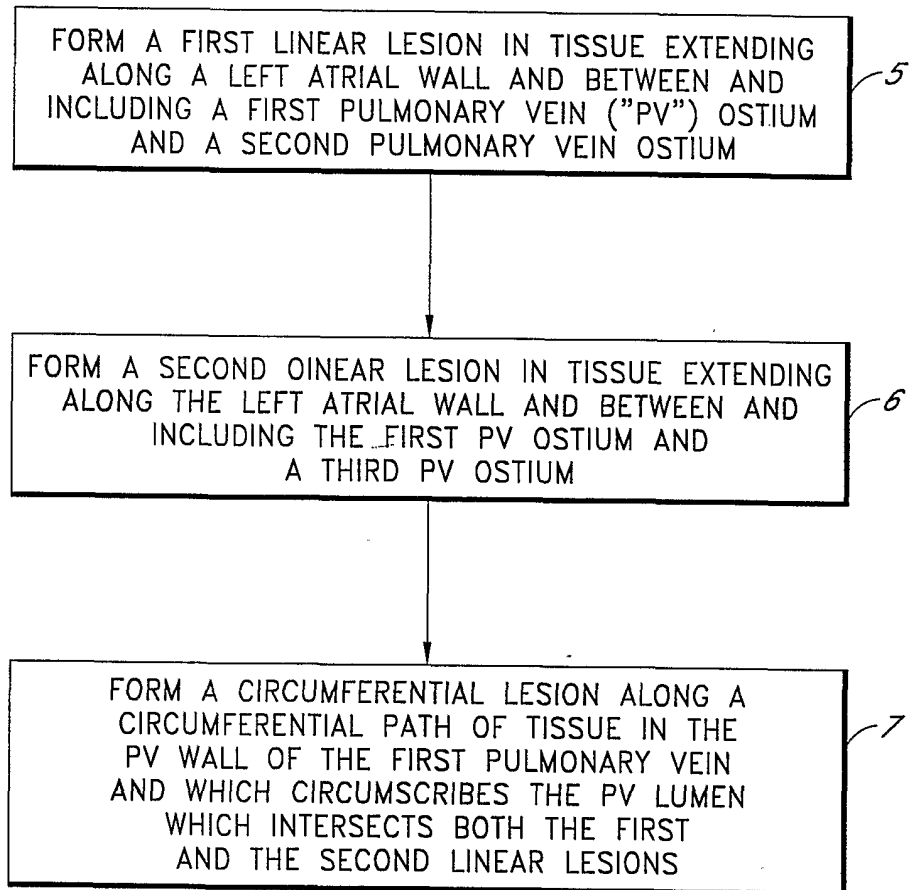 FORM A FIRST LINEAR LESION IN TISSUE EXTENDING
ALONG A LEFT ATRIAL WALL AND BETWEEN AND
INCLUDING A FIRST PULMONARY VEIN ("PV") OSTIUM
AND A SECOND PULMONARY VEIN OSTIUM
5
FORM A SECOND OINEAR LESION IN TISSUE EXTENDING
ALONG THE LEFT ATRIAL WALL AND BETWEEN AND
INCLUDING THE FIRST PV OSTIUM AND
A THIRD PV OSTIUM
6
FORM A CIRCUMFERENTIAL LESION ALONG A
CIRCUMFERENTIAL PATH OF TISSUE IN THE
PV WALL OF THE FIRST PULMONARY VEIN
AND WHICH CIRCUMSCRIBES THE PV LUMEN
WHICH INTERSECTS BOTH THE FIRST
AND THE SECOND LINEAR LESIONS
7